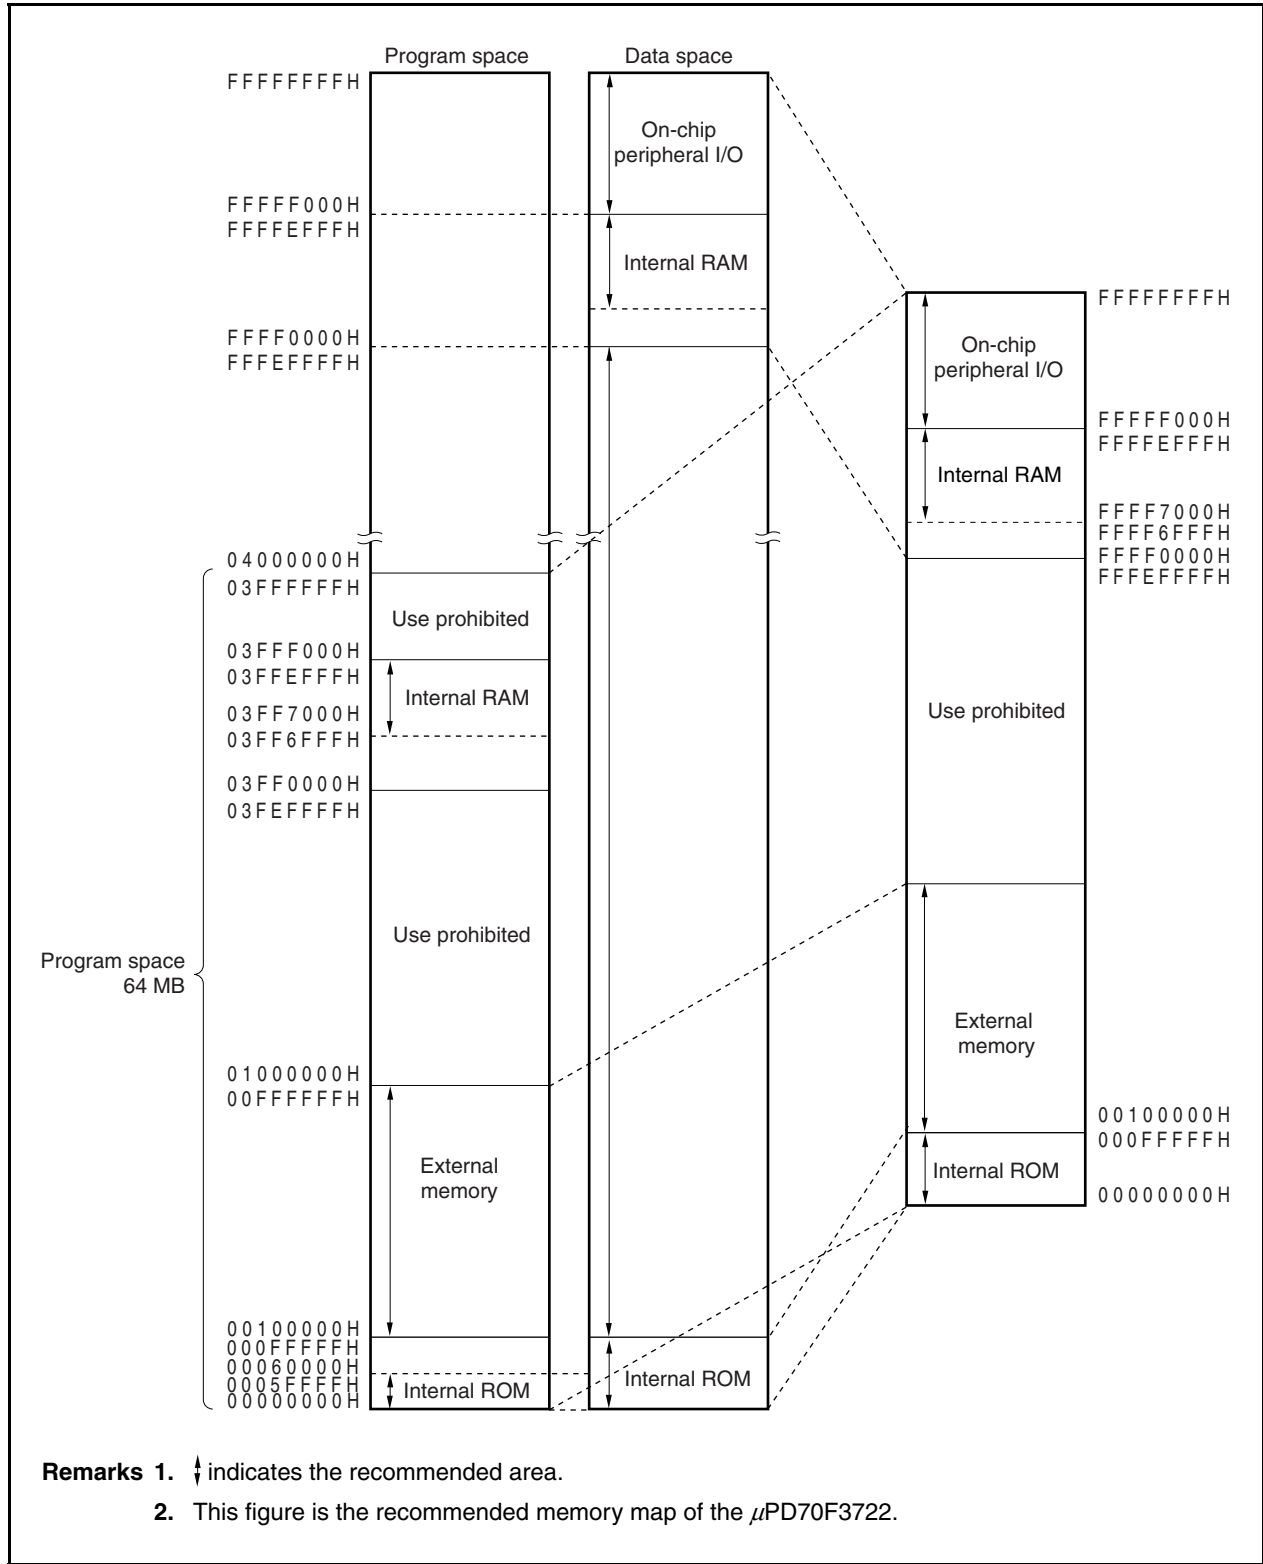 Program space
Data space
FFFFFFFFH
On-chip
peripheral I/O
FFFFF000H
FFFFEFFFH
Internal RAM
FFFF0000H
FFFEFFFFH
04000000H
03FFFFFFH
Use prohibited
03FFF000H
03FFEFFFH
Internal RAM
03FF7000H
03FF6FFFH
03FF0000H
03FEFFFFH
Use prohibited
Program space
64 MB
01000000H
00FFFFFFH
External
memory
00100000H
000FFFFFH
00060000H
0005FFFFH
00000000H
Internal ROM
Internal ROM
FFFFFFFFH
On-chip
peripheral I/O
FFFFF000H
FFFFEFFFH
Internal RAM
FFFF7000H
FFFF6FFFH
FFFF0000H
FFFEFFFFH
Use prohibited
External
memory
00100000H
000FFFFFH
Internal ROM
00000000H
Remarks 1. indicates the recommended area.
2. This figure is the recommended memory map of the μPD70F3722.